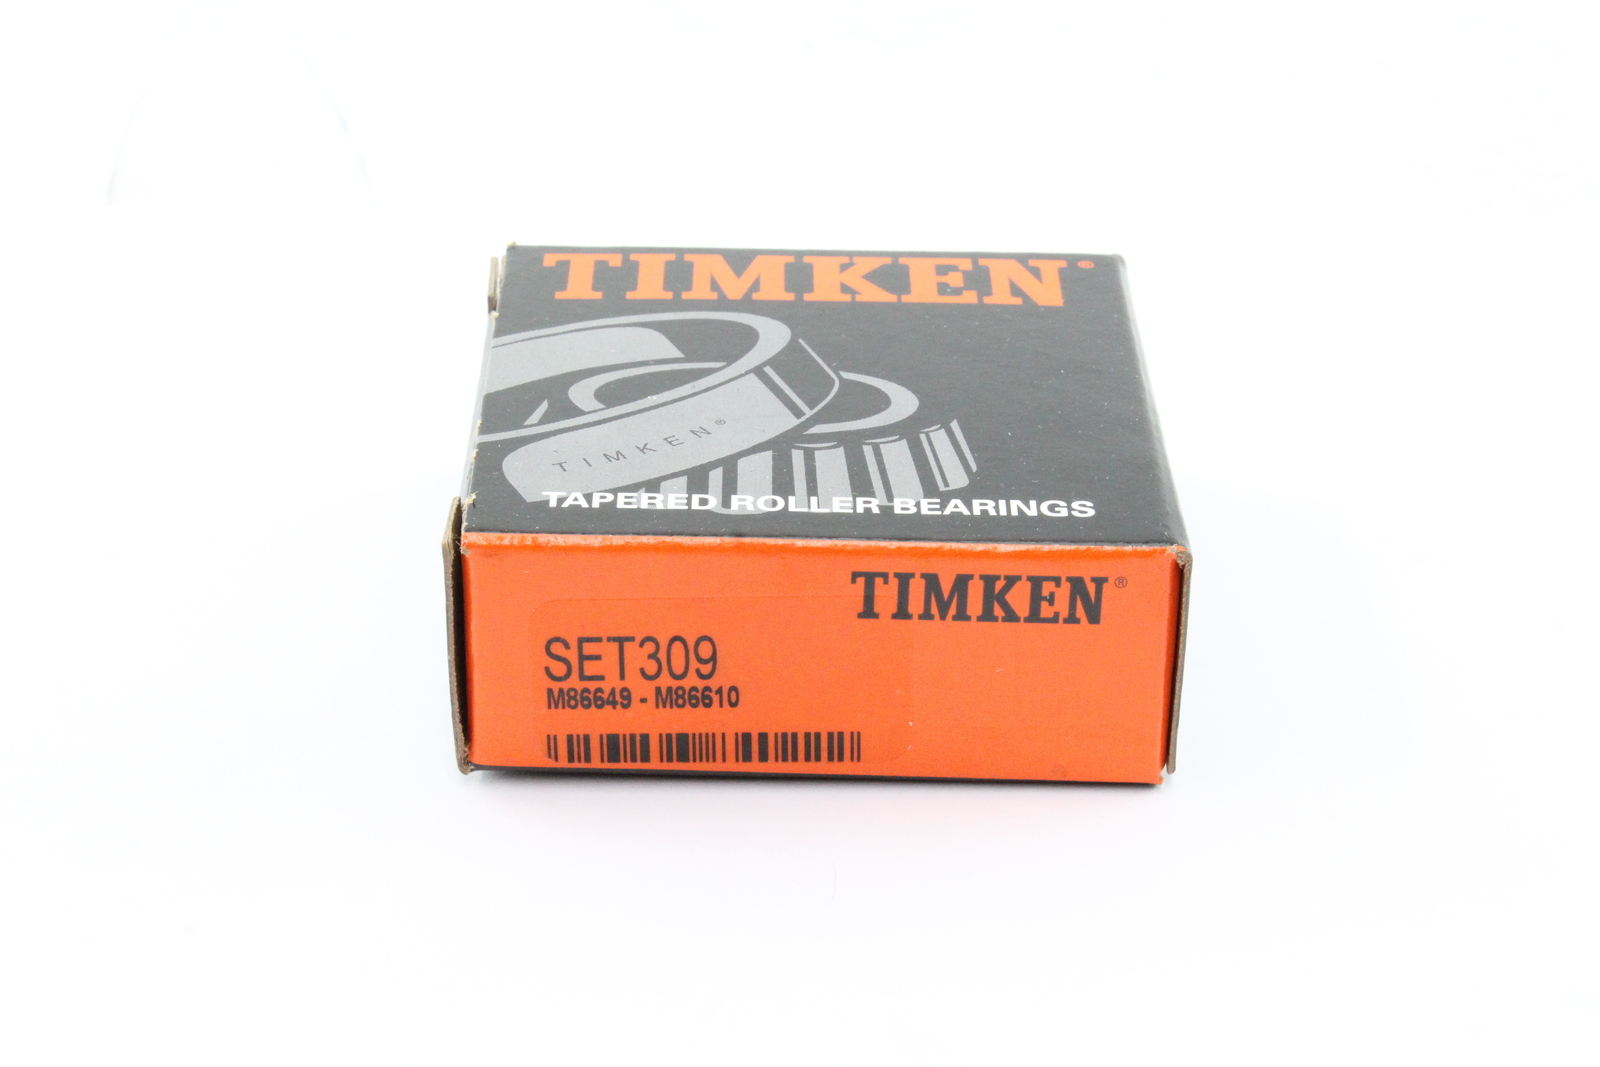 TIMKEN®
TIMKEN®
TAPERED ROLLER BEARINGS
TIMKEN®
SET309
M86649 - M86610